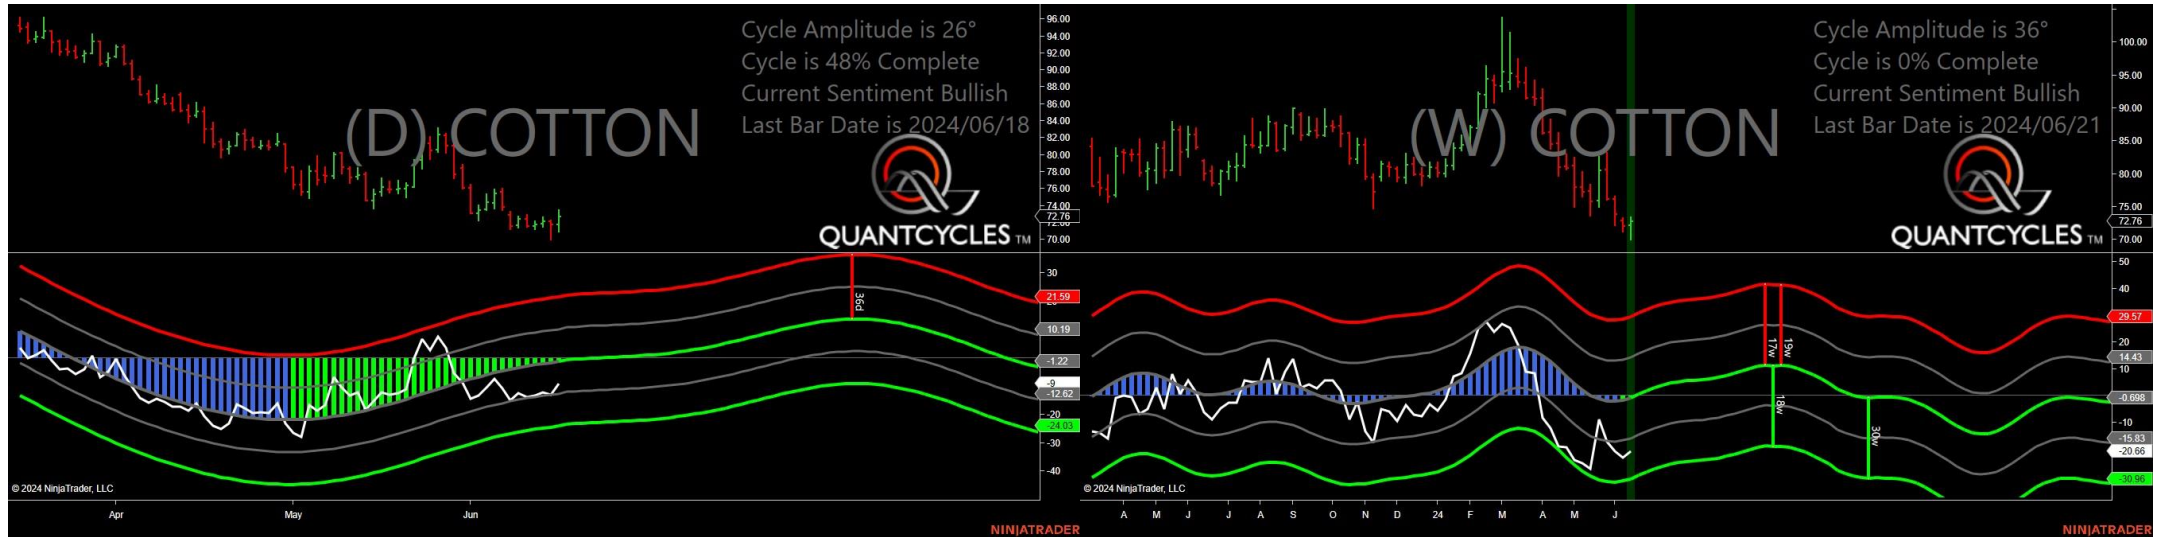 Cycle Amplitude is 26°
Cycle is 48% Complete
Current Sentiment Bullish
Last Bar Date is 2024/06/18
(D) COTTON
QUANTCYCLES TM
96.00
94.00
92.00
90.00
88.00
86.00
84.00
82.00
80.00
78.00
76.00
74.00
72.76
70.00
36d
30
21.59
10.19
-1.22
-9
-12.62
-20
-24.03
-30
-40
© 2024 NinjaTrader, LLC
Apr
May
Jun
NINJATRADER
Cycle Amplitude is 36°
Cycle is 0% Complete
Current Sentiment Bullish
Last Bar Date is 2024/06/21
(W) COTTON
QUANTCYCLES TM
100.00
95.00
90.00
85.00
80.00
75.00
72.76
70.00
17w
19w
18w
30w
50
40
29.57
20
14.43
10
-0.698
-10
-15.83
-20.66
-30.96
© 2024 NinjaTrader, LLC
A M J J A S O N D 24 F M A M J
NINJATRADER